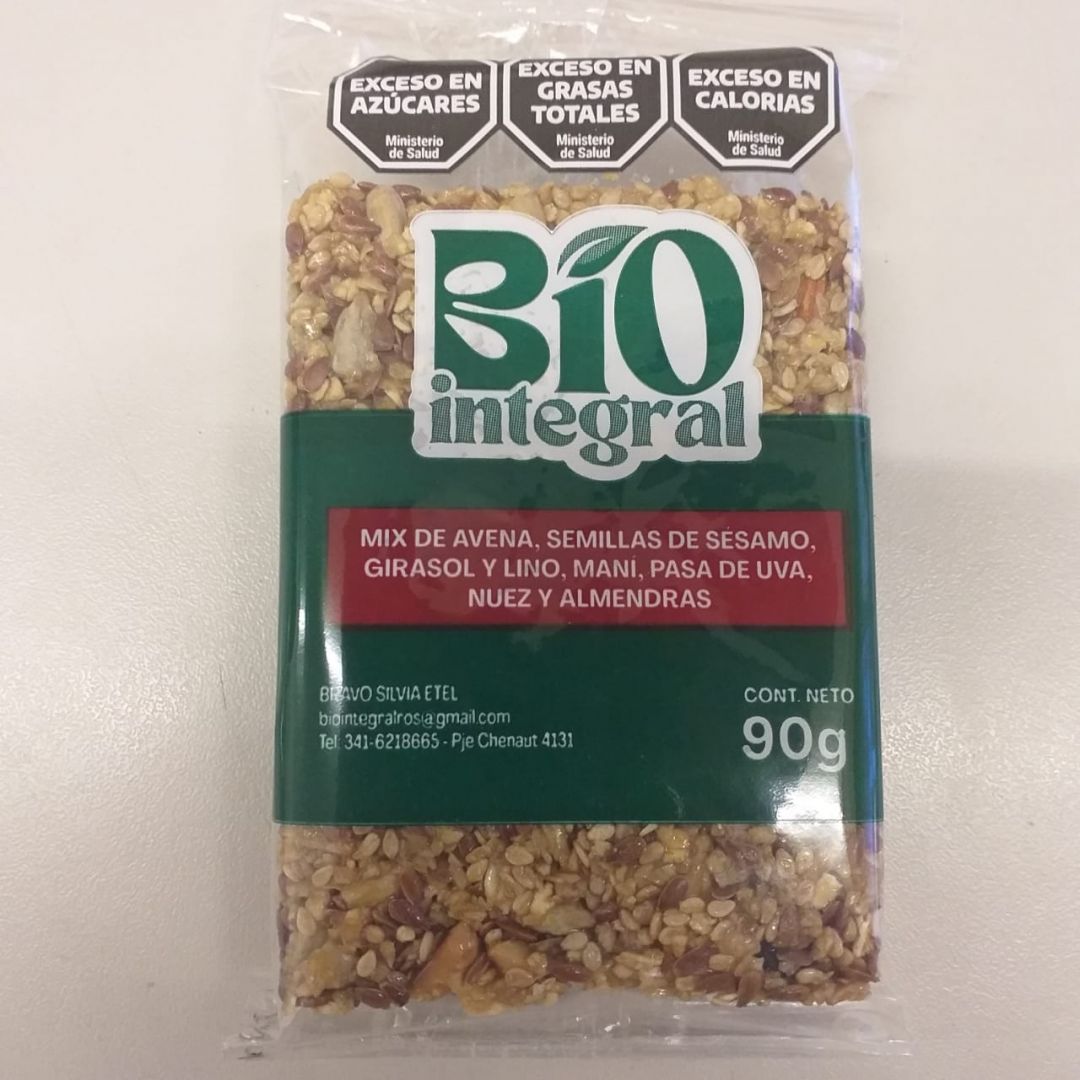 EXCESO EN
AZÚCARES
Ministerio
de Salud
EXCESO EN
GRASAS
TOTALES
Ministerio
de Salud
EXCESO EN
CALORIAS
Ministerio
de Salud
BIO
integral
MIX DE AVENA, SEMILLAS DE SÉSAMO,
GIRASOL Y LINO, MANÍ, PASA DE UVA,
NUEZ Y ALMENDRAS
BRAVO SILVIA ETEL
biointegralros@gmail.com
Tel: 341-6218665 - Pje Chenaut 4131
CONT. NETO
90g